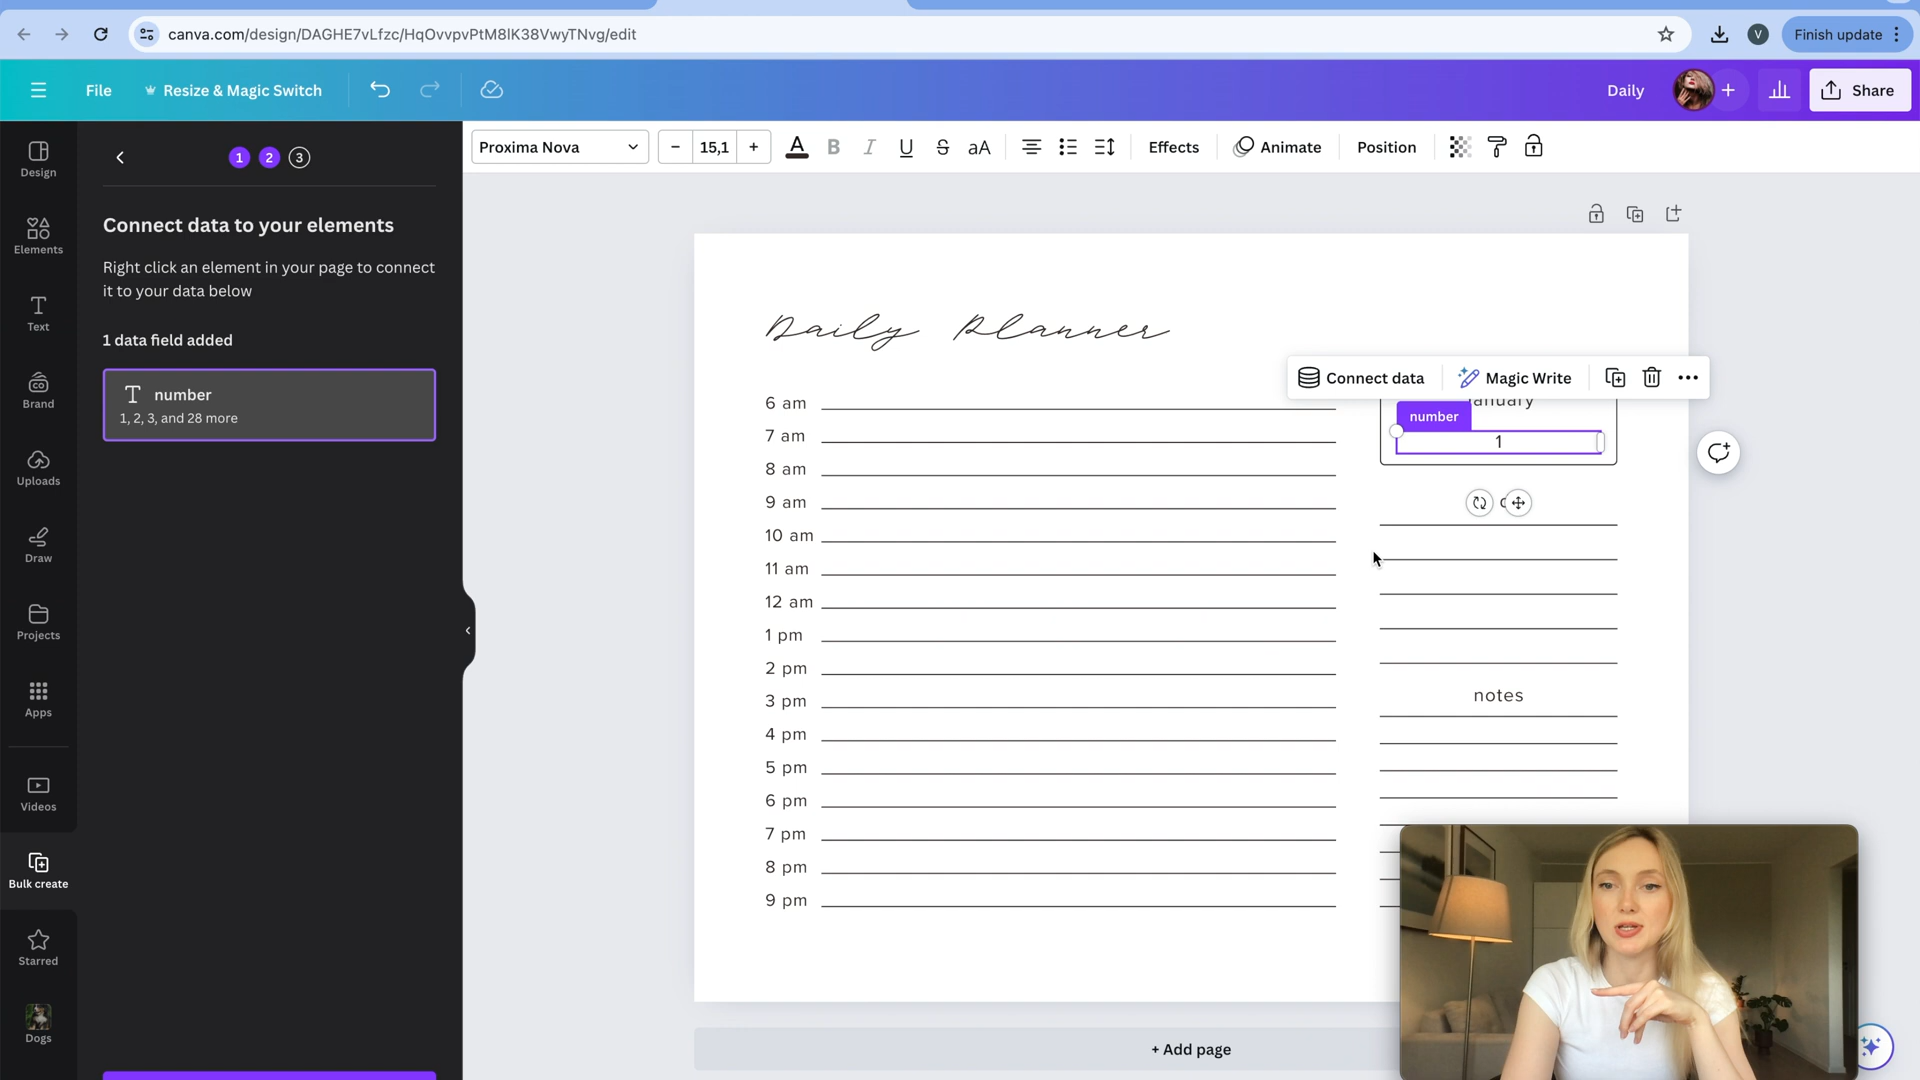 canva.com/design/DAGHE7vLfzc/HqOvvpvPtM8lK38VwyTNvg/edit
V
Finish update
File
Resize & Magic Switch
Daily
Share
Design
Elements
Text
Brand
Uploads
Draw
Projects
Apps
Videos
Bulk create
Starred
Dogs
1 2 3
Connect data to your elements
Right click an element in your page to connect
it to your data below
1 data field added
number
1, 2, 3, and 28 more
Proxima Nova
- 15,1 +
A B I U S aA
Effects
Animate
Position
Daily Planner
Connect data
Magic Write
January
number
1
6 am
7 am
8 am
9 am
10 am
11 am
12 am
1 pm
2 pm
3 pm
4 pm
5 pm
6 pm
7 pm
8 pm
9 pm
notes
+ Add page